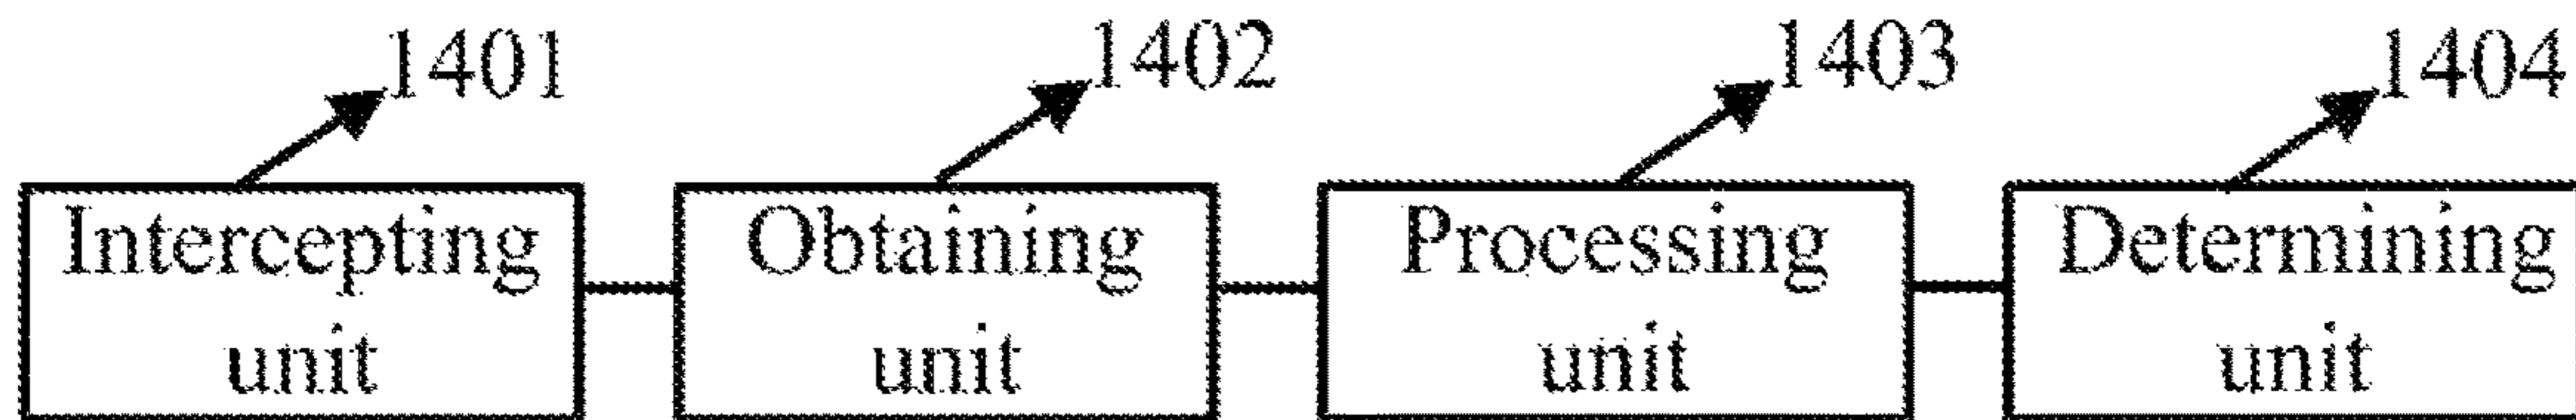 1401
1402
1403
1404
Intercepting
unit
Obtaining
unit
Processing
unit
Determining
unit